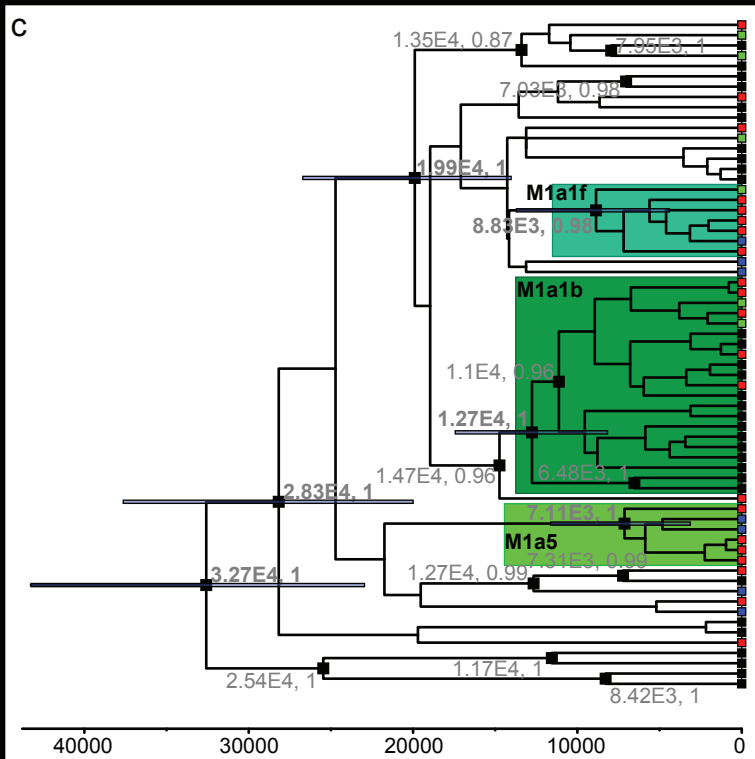 C
1.35E4, 0.87
7.95E3, 1
7.03E3, 0.98
1.99E4, 1
M1a1f
8.83E3, 0.98
M1a1b
1.1E4, 0.96
1.27E4, 1
1.47E4, 0.96
6.48E3, 1
2.83E4, 1
7.11E3, 1
M1a5
7.31E3, 0.99
1.27E4, 0.99
3.27E4, 1
2.54E4, 1
1.17E4, 1
8.42E3, 1
40000 30000 20000 10000 0